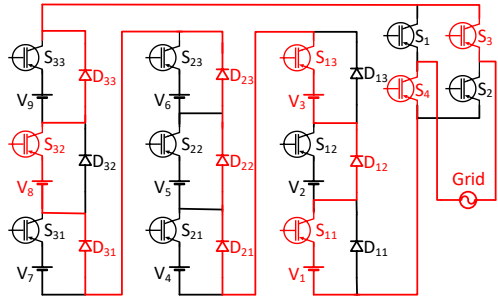 S33 D33 S23 D23 S13 D13 S1 S3
V9 V6 V3 S4 S2
S32 D32 S22 D22 S12 D12
V8 V5 V2 Grid
S31 D31 S21 D21 S11 D11
V7 V4 V1